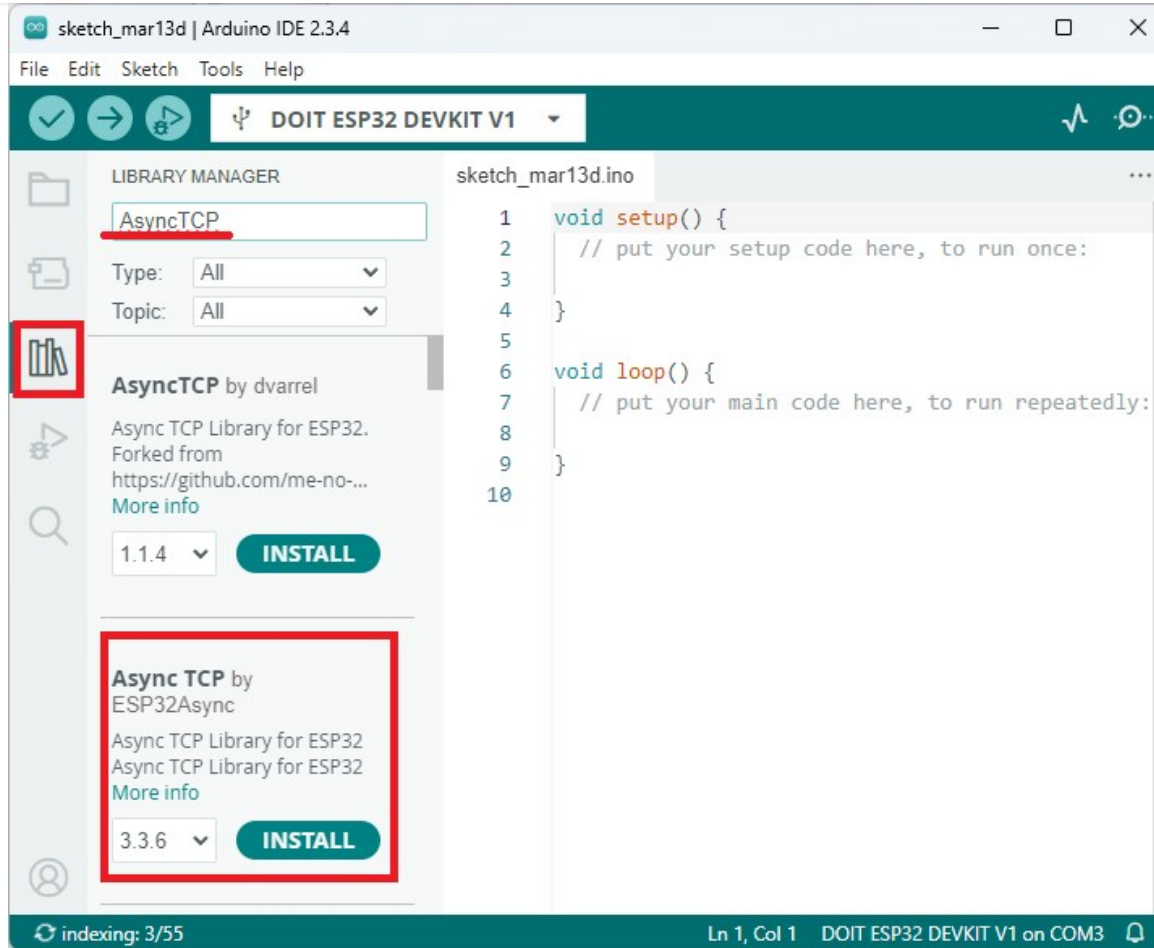 sketch_mar13d | Arduino IDE 2.3.4
File Edit Sketch Tools Help
DOIT ESP32 DEVKIT V1
LIBRARY MANAGER
AsyncTCP
Type: All
Topic: All
AsyncTCP by dvarrel
Async TCP Library for ESP32.
Forked from
https://github.com/me-no-...
More info
1.1.4 INSTALL
Async TCP by
ESP32Async
Async TCP Library for ESP32
Async TCP Library for ESP32
More info
3.3.6 INSTALL
sketch_mar13d.ino
...
1 void setup() {
2 // put your setup code here, to run once:
3
4 }
5
6 void loop() {
7 // put your main code here, to run repeatedly:
8
9 }
10
indexing: 3/55 Ln 1, Col 1 DOIT ESP32 DEVKIT V1 on COM3